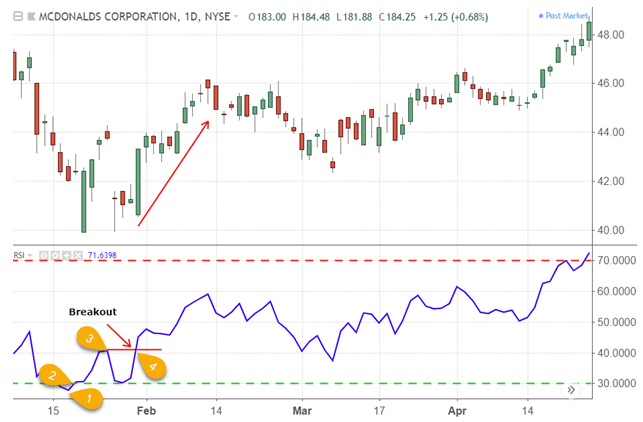 MCDONALDS CORPORATION, 1D, NYSE O183.00 H184.48 L181.88 C184.25 +1.25 (+0.68%)
Post Market
48.00
46.00
44.00
42.00
40.00
RSI 71.6398
70.0000
60.0000
50.0000
40.0000
30.0000
Breakout
3
4
2
1
15 Feb 14 Mar 17 Apr 14